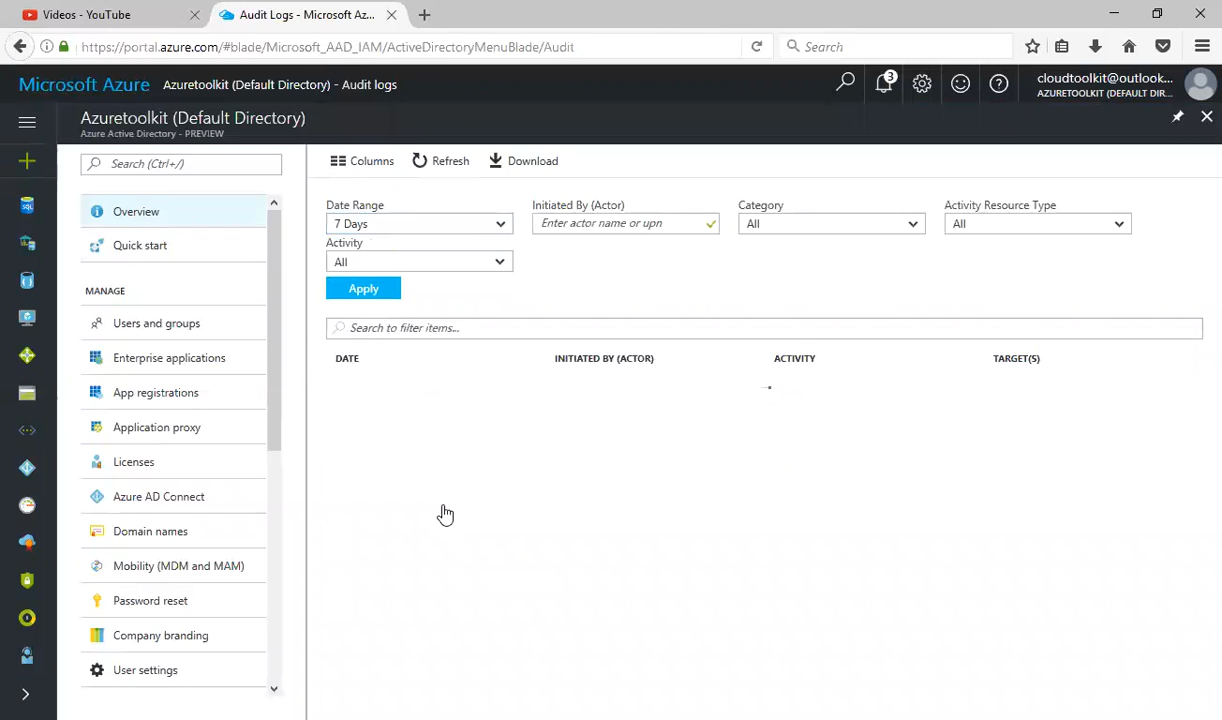 Videos - YouTube
Audit Logs - Microsoft Az...
https://portal.azure.com/#blade/Microsoft_AAD_IAM/ActiveDirectoryMenuBlade/Audit
Search
Microsoft Azure
Azuretoolkit (Default Directory) - Audit logs
3
cloudtoolkit@outlook...
AZURETOOLKIT (DEFAULT DIR...
Azuretoolkit (Default Directory)
Azure Active Directory - PREVIEW
Search (Ctrl+/)
Overview
Quick start
MANAGE
Users and groups
Enterprise applications
App registrations
Application proxy
Licenses
Azure AD Connect
Domain names
Mobility (MDM and MAM)
Password reset
Company branding
User settings
Columns
Refresh
Download
Date Range
7 Days
Initiated By (Actor)
Enter actor name or upn
Category
All
Activity Resource Type
All
Activity
All
Apply
Search to filter items...
DATE
INITIATED BY (ACTOR)
ACTIVITY
TARGET(S)
SQL